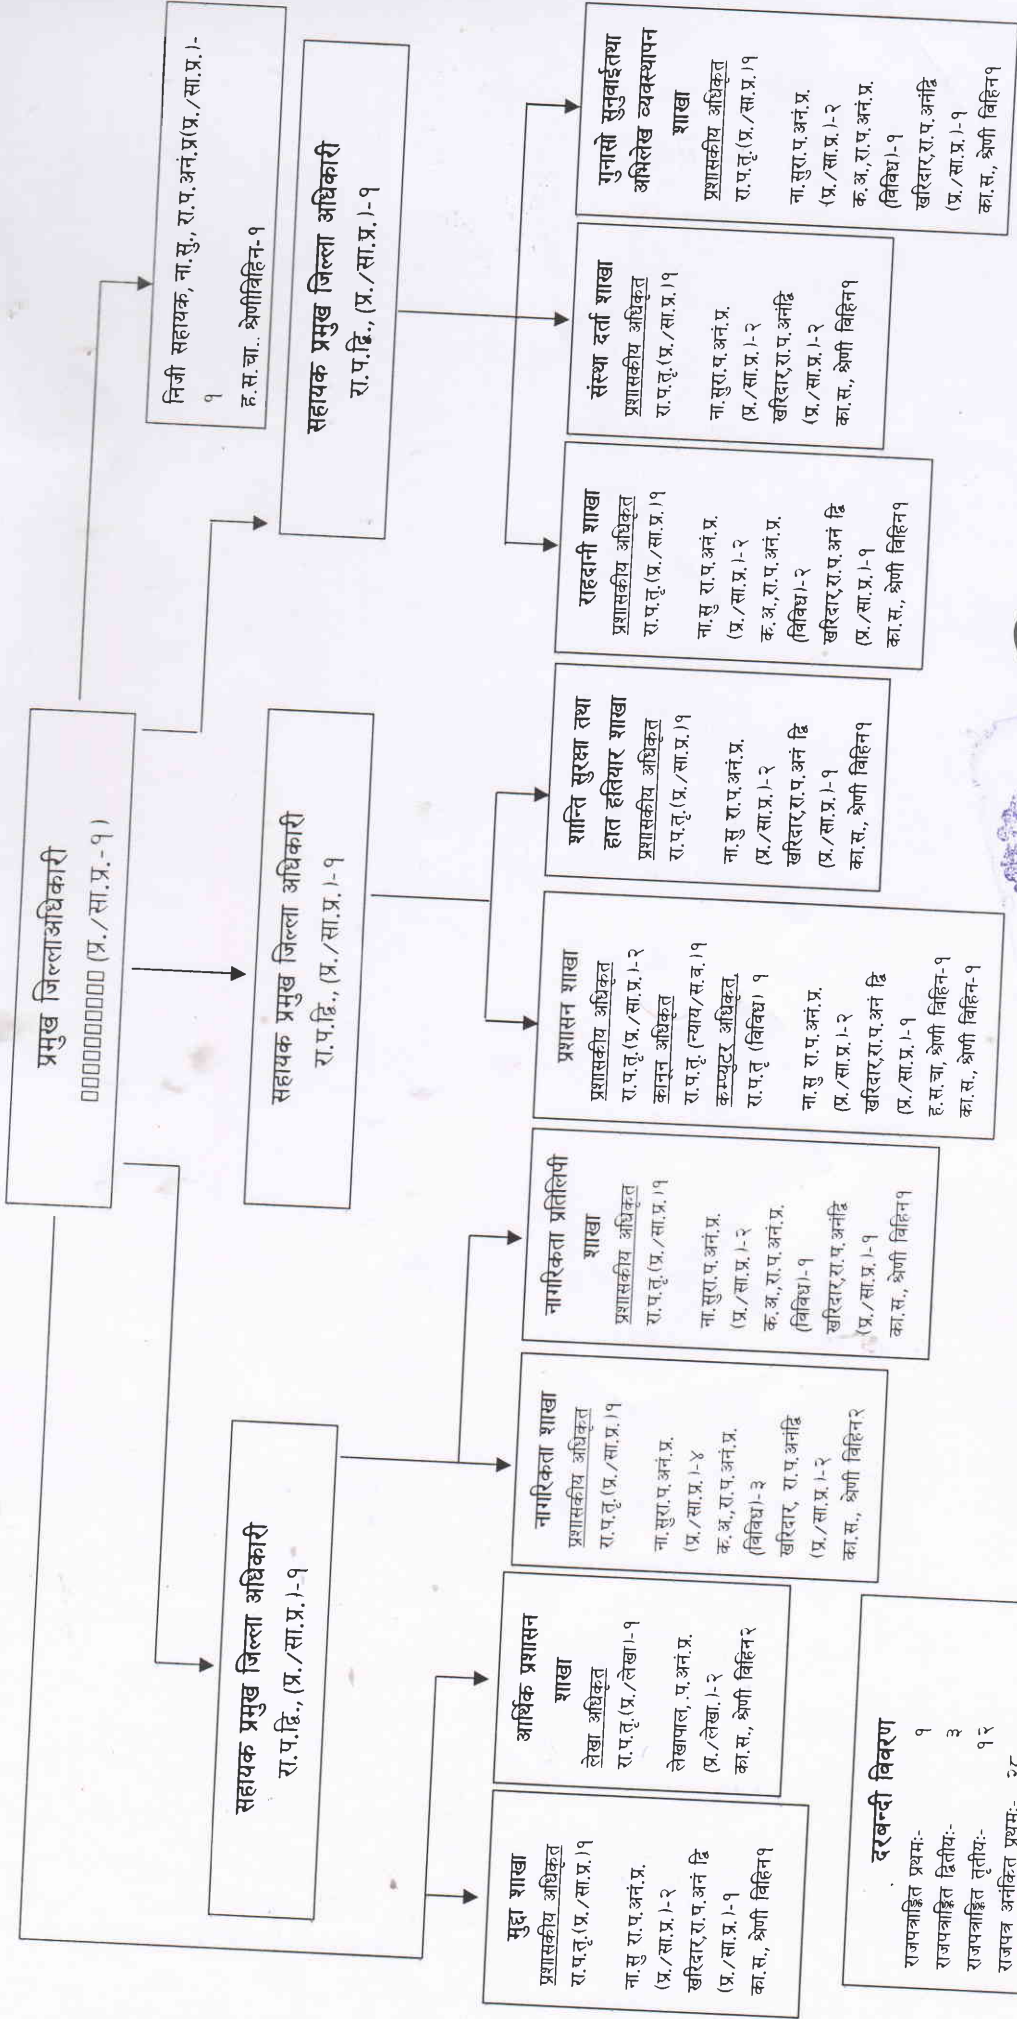 प्रमुख जिल्लाअधिकारी
(प्र./सा.प्र.-१)
निजी सहायक, ना.सु., रा.प.अनं.प्र(प्र./सा.प्र.)-
१
ह.स.चा.. श्रेणीविहिन-१
सहायक प्रमुख जिल्ला अधिकारी
रा.प.द्वि., (प्र./सा.प्र.)-१
सहायक प्रमुख जिल्ला अधिकारी
रा.प.द्वि., (प्र./सा.प्र.)-१
सहायक प्रमुख जिल्ला अधिकारी
रा.प.द्वि., (प्र./सा.प्र.)-१
मुद्दा शाखा
प्रशासकीय अधिकृत
रा.प.तृ.(प्र./सा.प्र.)१
ना.सु रा.प.अनं.प्र.
(प्र./सा.प्र.)-२
खरिदार,रा.प.अनं द्वि
(प्र./सा.प्र.)-१
का.स., श्रेणी विहिन१
आर्थिक प्रशासन
शाखा
लेखा अधिकृत
रा.प.तृ.(प्र./लेखा)-१
लेखापाल, .प.अनं.प्र.
(प्र./लेखा.)-२
का.स., श्रेणी विहिन२
नागरिकता शाखा
प्रशासकीय अधिकृत
रा.प.तृ.(प्र./सा.प्र.)१
ना.सुरा.प.अनं.प्र.
(प्र./सा.प्र.)-४
क.अ.,रा.प.अनं.प्र.
(विविध)-३
खरिदार, रा.प.अनंद्वि
(प्र./सा.प्र.)-२
का.स., श्रेणी विहिन२
नागरिकता प्रतिलिपी
शाखा
प्रशासकीय अधिकृत
रा.प.तृ.(प्र./सा.प्र.)१
ना.सुरा.प.अनं.प्र.
(प्र./सा.प्र.)-२
क.अ.,रा.प.अनं.प्र.
(विविध)-१
खरिदार,रा.प.अनंद्वि
(प्र./सा.प्र.)-१
का.स., श्रेणी विहिन१
प्रशासन शाखा
प्रशासकीय अधिकृत
रा.प.तृ.(प्र./सा.प्र.)-२
कानून अधिकृत
रा.प.तृ. (न्याय/स.व.)१
कम्प्युटर अधिकृत
रा.प.तृ (विविध) १
ना.सु रा.प.अनं.प्र.
(प्र./सा.प्र.)-२
खरिदार,रा.प.अनं द्वि
(प्र./सा.प्र.)-१
ह.स.चा, श्रेणी विहिन-१
का.स., श्रेणी विहिन-१
शान्ति सुरक्षा तथा
हात हतियार शाखा
प्रशासकीय अधिकृत
रा.प.तृ.(प्र./सा.प्र.)१
ना.सु रा.प.अनं.प्र.
(प्र./सा.प्र.)-२
खरिदार,रा.प.अनं द्वि
(प्र./सा.प्र.)-१
का.स., श्रेणी विहिन१
राहदानी शाखा
प्रशासकीय अधिकृत
रा.प.तृ.(प्र./सा.प्र.)१
ना.सु रा.प.अनं.प्र.
(प्र./सा.प्र.)-२
क.अ.,रा.प.अनं.प्र.
(विविध)-२
खरिदार,रा.प.अनं द्वि
(प्र./सा.प्र.)-१
का.स., श्रेणी विहिन१
संस्था दर्ता शाखा
प्रशासकीय अधिकृत
रा.प.तृ.(प्र./सा.प्र.)१
ना.सुरा.प.अनं.प्र.
(प्र./सा.प्र.)-२
खरिदार,रा.प.अनंद्वि
(प्र./सा.प्र.)-२
का.स., श्रेणी विहिन१
गुनासो सुनुवाईतथा
अभिलेख व्यवस्थापन
शाखा
प्रशासकीय अधिकृत
रा.प.तृ.(प्र./सा.प्र.)१
ना.सुरा.प.अनं.प्र.
(प्र./सा.प्र.)-२
क.अ.,रा.प.अनं.प्र.
(विविध)-१
खरिदार,रा.प.अनंद्वि
(प्र./सा.प्र.)-१
का.स., श्रेणी विहिन१
दरबन्दी विवरण
राजपत्राङ्कित प्रथमः- १
राजपत्राङ्कित द्वितीयः- ३
राजपत्राङ्कित तृतीयः- १२
राजपत्र अनंकित प्रथमः-